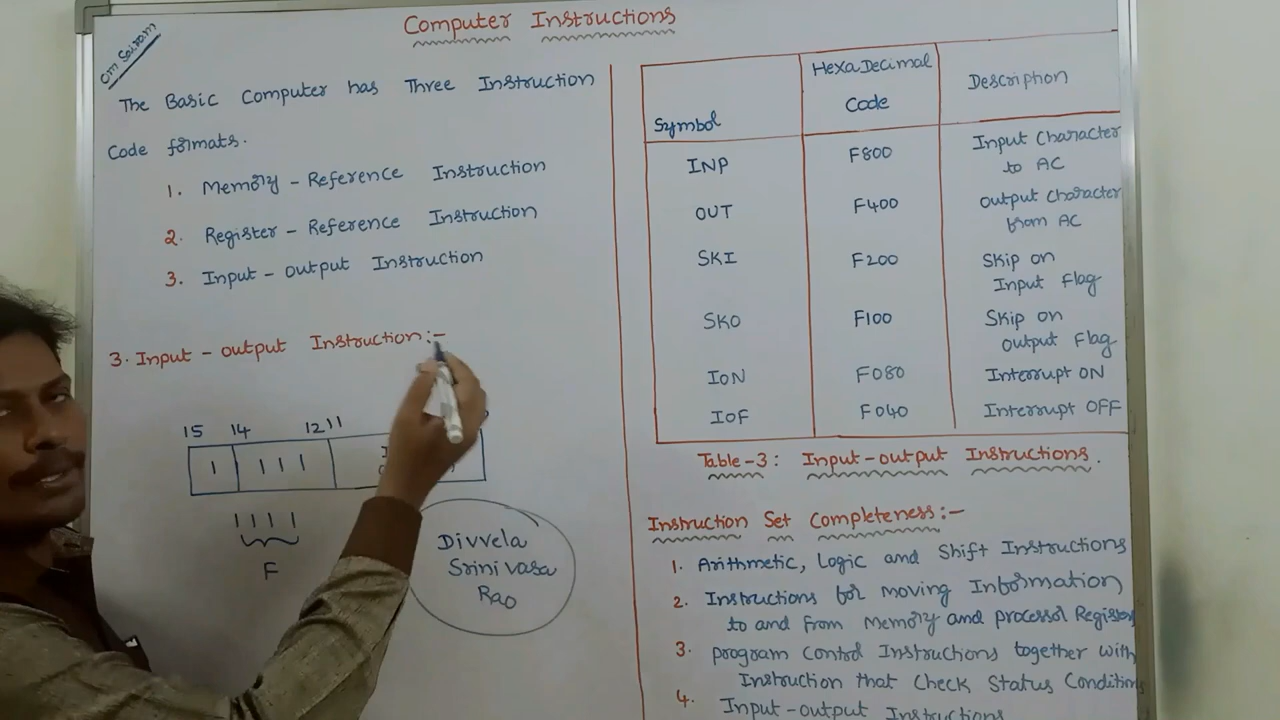 Computer Instructions
Om Sairam
The Basic Computer has Three Instruction
Code formats.
1. Memory - Reference Instruction
2. Register - Reference Instruction
3. Input - output Instruction
3. Input - output Instruction:-
15 14 12 11
1 1 1 1
1 1 1 1
F
Divvela
Srinivasa
Rao
Symbol HexaDecimal Code Description
INP F800 Input Character
to AC
OUT F400 output character
from AC
SKI F200 Skip on
Input Flag
SKO F100 Skip on
output Flag
ION F080 Interrupt ON
IOF F040 Interrupt OFF
Table-3: Input-output Instructions.
Instruction Set Completeness:-
1. Arithmetic, Logic and Shift Instructions
2. Instructions for moving Information
to and from Memory and processor Register
3. program Control Instructions together with
Instruction that Check Status Condition
4. Input-output Instructions